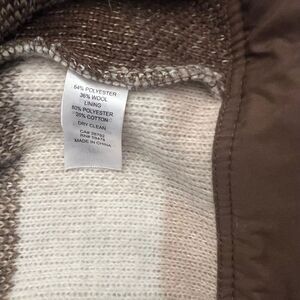 64% POLYESTER
36% WOOL
LINING
80% POLYESTER
20% COTTON
DRY CLEAN
MADE IN CHINA